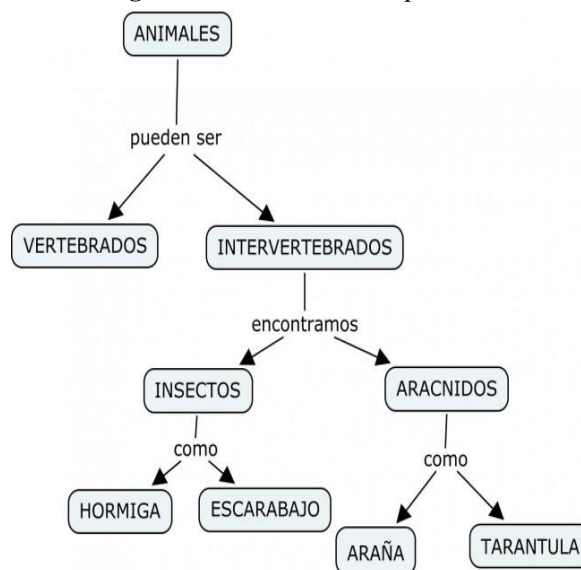 ANIMALES
pueden ser
VERTEBRADOS
INTERVERTEBRADOS
encontramos
INSECTOS
ARACNIDOS
como
como
HORMIGA
ESCARABAJO
ARAÑA
TARANTULA